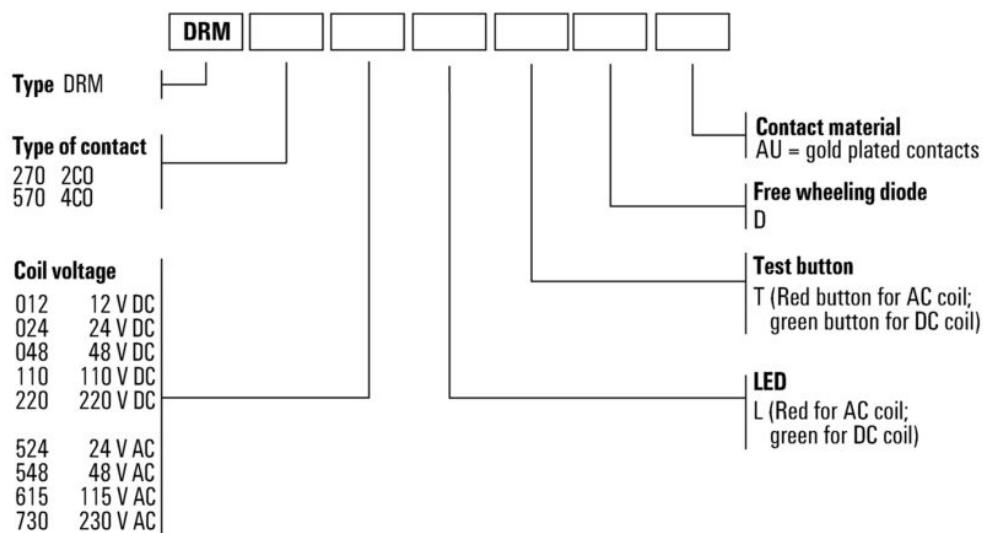 DRM
Type DRM
Type of contact
270 2CO
570 4CO
Coil voltage
012 12 V DC
024 24 V DC
048 48 V DC
110 110 V DC
220 220 V DC
524 24 V AC
548 48 V AC
615 115 V AC
730 230 V AC
Contact material
AU = gold plated contacts
Free wheeling diode
D
Test button
T (Red button for AC coil;
green button for DC coil)
LED
L (Red for AC coil;
green for DC coil)